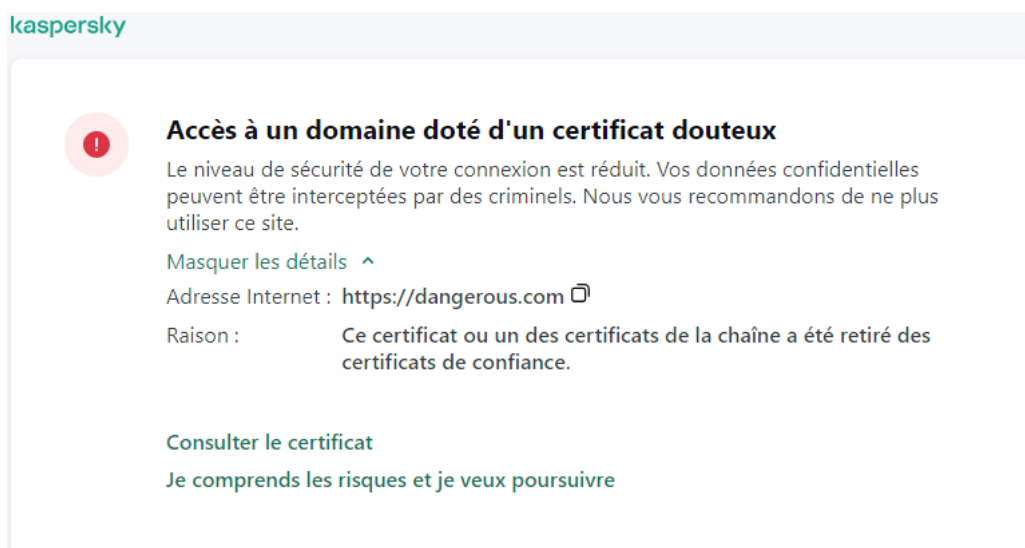 kaspersky
Accès à un domaine doté d'un certificat douteux
Le niveau de sécurité de votre connexion est réduit. Vos données confidentielles
peuvent être interceptées par des criminels. Nous vous recommandons de ne plus
utiliser ce site.
Masquer les détails
Adresse Internet : https://dangerous.com
Raison : Ce certificat ou un des certificats de la chaîne a été retiré des
certificats de confiance.
Consulter le certificat
Je comprends les risques et je veux poursuivre